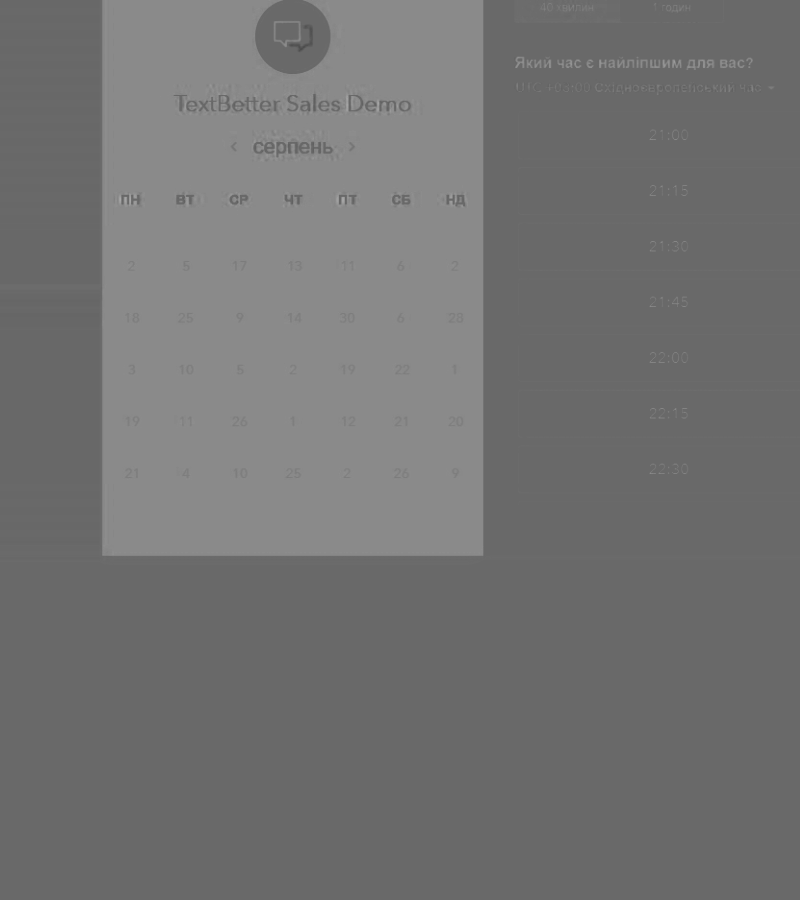 40 хвилин 1 годин
TextBetter Sales Demo
‹ серпень ›
ПН ВТ СР ЧТ ПТ СБ НД
2 5 17 13 11 6 2
18 25 9 14 30 6 28
3 10 5 2 19 22 1
19 11 26 1 12 21 20
21 4 10 25 2 26 9
Який час є найліпшим для вас?
UTC +03:00 Східноєвропейський час
21:00
21:15
21:30
21:45
22:00
22:15
22:30